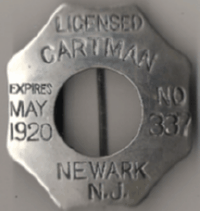 LICENSED
CARTMAN
EXPIRES
MAY
1920
NO
337
NEWARK
N.J.